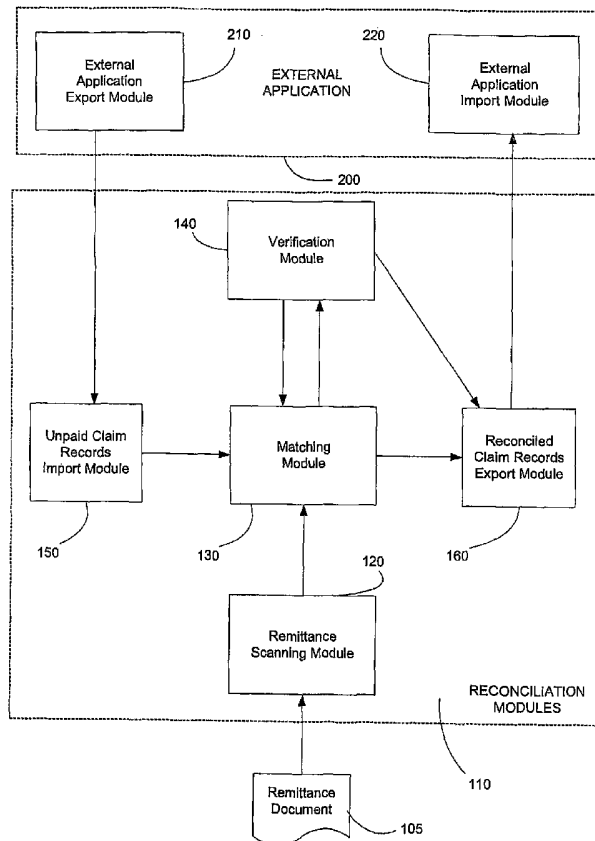 210
220
External
Application
Export Module
EXTERNAL
APPLICATION
External
Application
Import Module
200
140
Verification
Module
Unpaid Claim
Records
Import Module
Matching
Module
Reconciled
Claim Records
Export Module
150
130
160
120
Remittance
Scanning Module
RECONCILIATION
MODULES
110
Remittance
Document
105